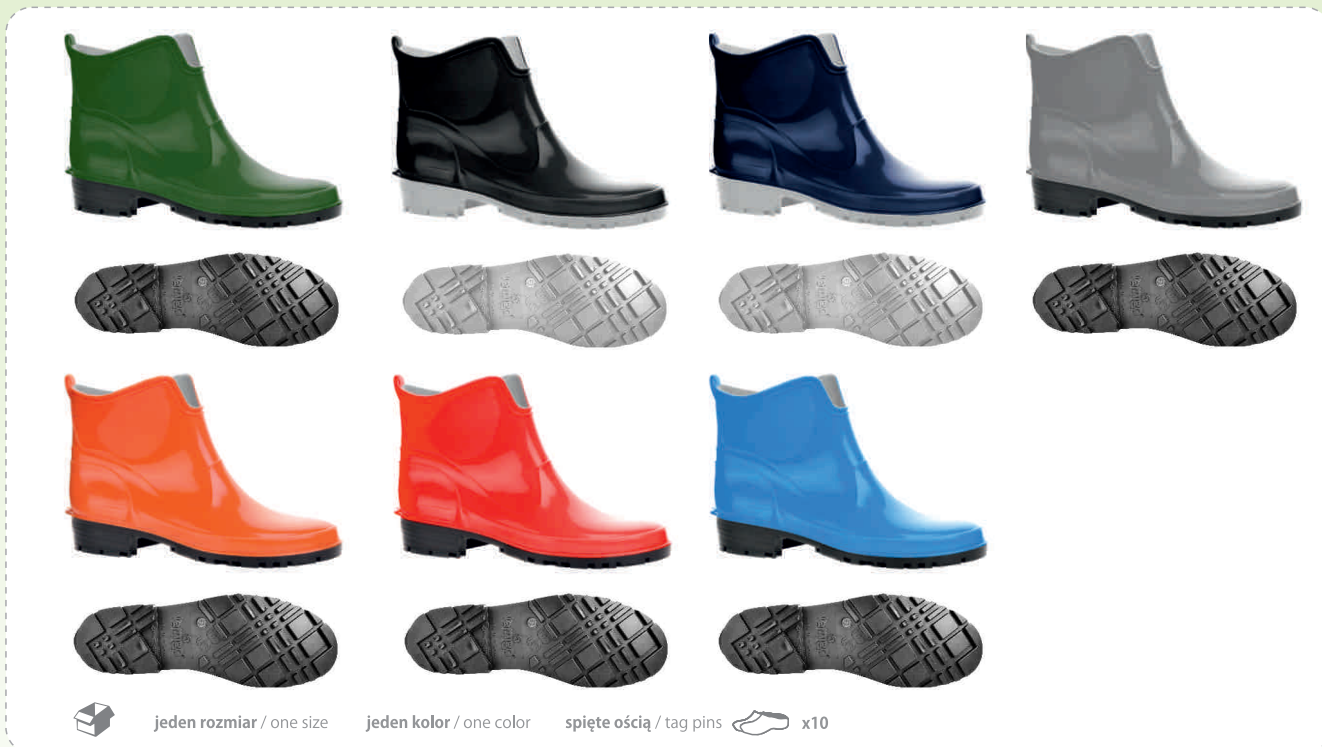 jeden rozmiar / one size jeden kolor / one color spięte ością / tag pins x10